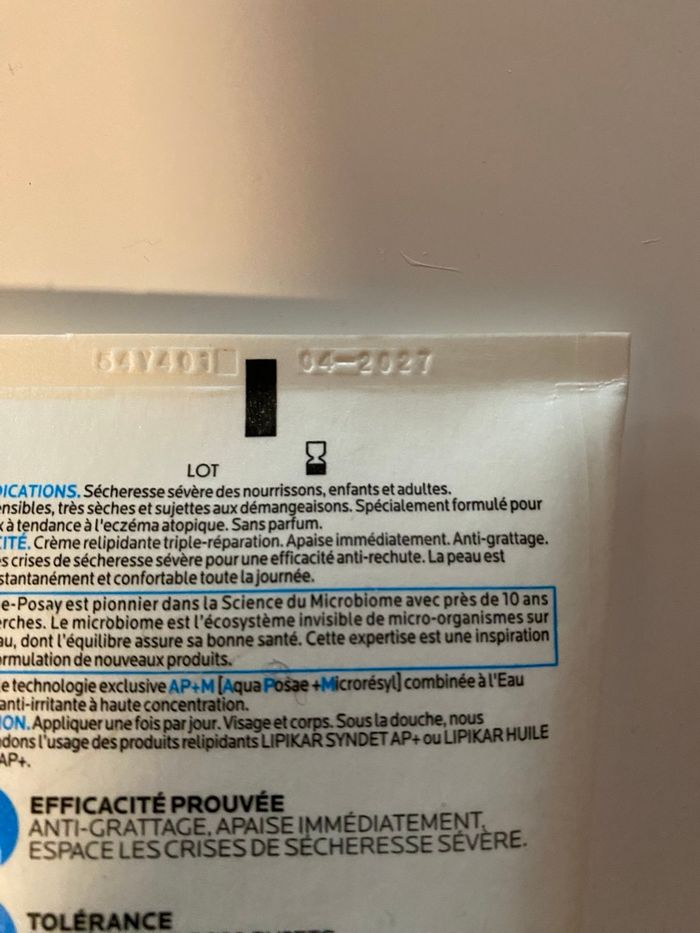 54V401 04-2027
LOT
DICATIONS. Sécheresse sévère des nourrissons, enfants et adultes.
ensibles, très sèches et sujettes aux démangeaisons. Spécialement formulé pour
x à tendance à l'eczéma atopique. Sans parfum.
CITÉ. Crème relipidante triple-réparation. Apaise immédiatement. Anti-grattage.
s crises de sécheresse sévère pour une efficacité anti-rechute. La peau est
stantanément et confortable toute la journée.
e-Posay est pionnier dans la Science du Microbiome avec près de 10 ans
erches. Le microbiome est l'écosystème invisible de micro-organismes sur
au, dont l'équilibre assure sa bonne santé. Cette expertise est une inspiration
ormulation de nouveaux produits.
e technologie exclusive AP+M [Aqua Posae +Microrésyl] combinée à l'Eau
anti-irritante à haute concentration.
ION. Appliquer une fois par jour. Visage et corps. Sous la douche, nous
dons l'usage des produits relipidants LIPIKAR SYNDET AP+ ou LIPIKAR HUILE
AP+.
EFFICACITÉ PROUVÉE
ANTI-GRATTAGE, APAISE IMMÉDIATEMENT,
ESPACE LES CRISES DE SÉCHERESSE SÉVÈRE.
TOLÉRANCE